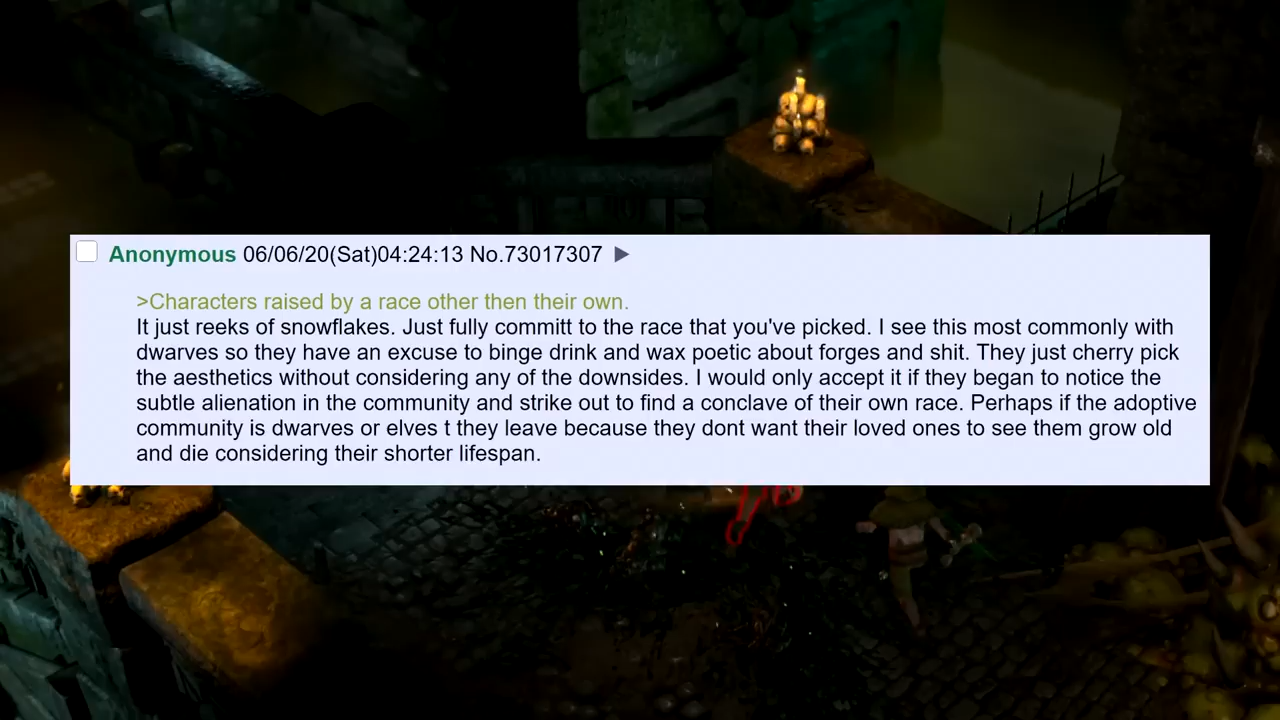 Anonymous 06/06/20(Sat)04:24:13 No.73017307 ▶
>Characters raised by a race other then their own.
It just reeks of snowflakes. Just fully committ to the race that you've picked. I see this most commonly with
dwarves so they have an excuse to binge drink and wax poetic about forges and shit. They just cherry pick
the aesthetics without considering any of the downsides. I would only accept it if they began to notice the
subtle alienation in the community and strike out to find a conclave of their own race. Perhaps if the adoptive
community is dwarves or elves t they leave because they dont want their loved ones to see them grow old
and die considering their shorter lifespan.